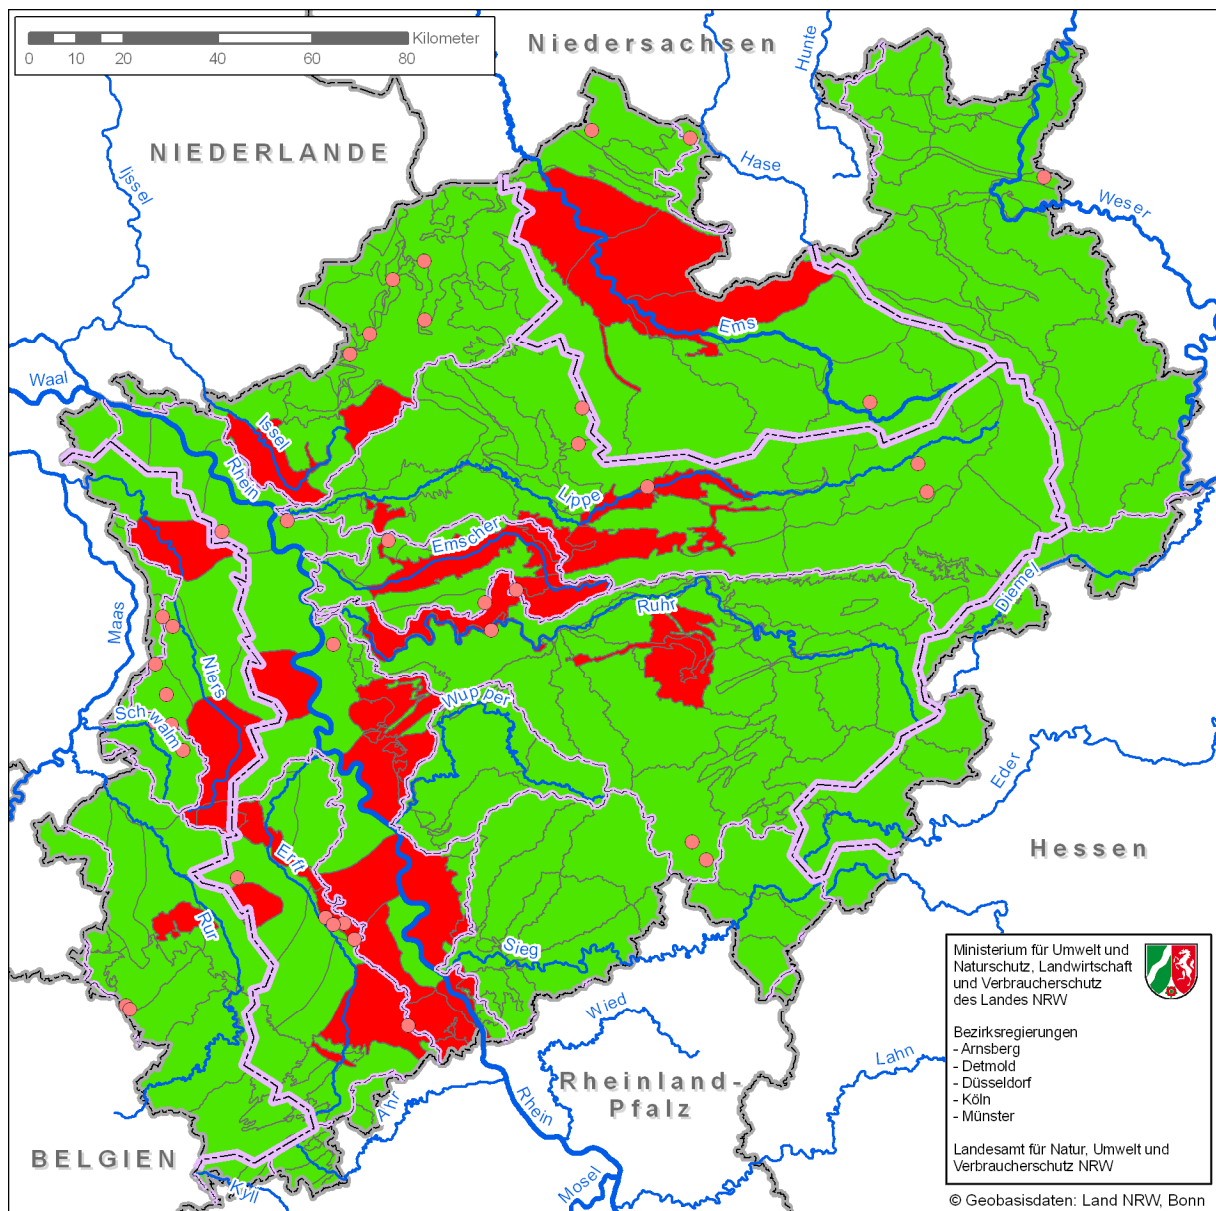 Kilometer
0 10 20 40 60 80
Niedersachsen
Hunte
NIEDERLANDE
Ijssel
Hase
Weser
Ems
Waal
Issel
Rhein
Lippe
Emscher
Maas
Ruhr
Diemel
Niers
Schwalm
Wupper
Eder
Hessen
Erft
Rur
Sieg
Wied
Lahn
Rheinland-
Pfalz
Rhein
Ahr
BELGIEN
Kyll
Mosel
Ministerium für Umwelt und
Naturschutz, Landwirtschaft
und Verbraucherschutz
des Landes NRW
Bezirksregierungen
- Arnsberg
- Detmold
- Düsseldorf
- Köln
- Münster
Landesamt für Natur, Umwelt und
Verbraucherschutz NRW
© Geobasisdaten: Land NRW, Bonn